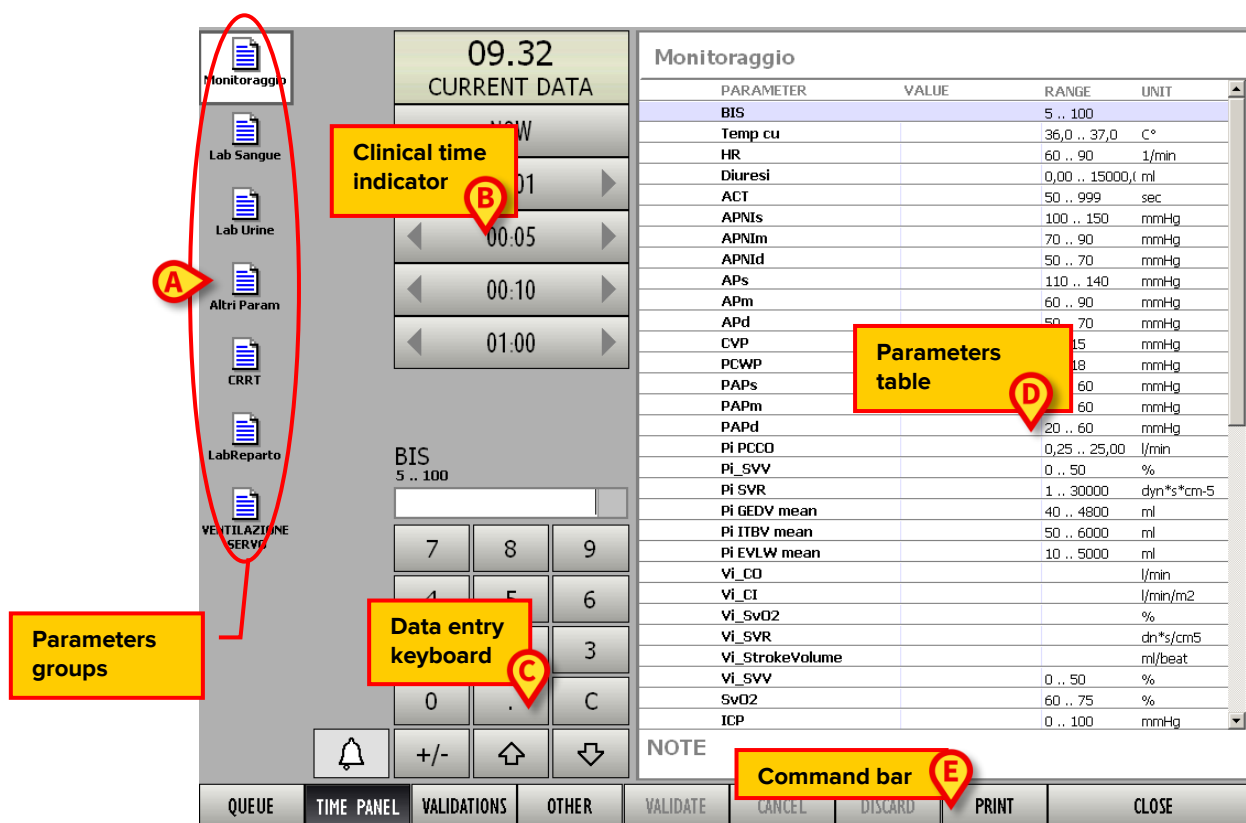 Monitoraggio
Lab Sangue
Lab Urine
A
Altri Param
CRRT
LabReparto
VENTILAZIONE
SERVO
Parameters
groups
09.32
CURRENT DATA
Clinical time
indicator
B
00:05
00:10
01:00
BIS
5 .. 100
7 8 9
6
Data entry
keyboard
C
3
0 . C
+/-
Monitoraggio
PARAMETER VALUE RANGE UNIT
BIS 5 .. 100
Temp cu 36,0 .. 37,0 C°
HR 60 .. 90 1/min
Diuresi 0,00 .. 15000,( ml
ACT 50 .. 999 sec
APNIs 100 .. 150 mmHg
APNIm 70 .. 90 mmHg
APNId 50 .. 70 mmHg
APs 110 .. 140 mmHg
APm 60 .. 90 mmHg
APd 70 mmHg
CVP 15 mmHg
PCWP 18 mmHg
PAPs 60 mmHg
PAPm 60 mmHg
PAPd 20 .. 60 mmHg
Parameters
table
D
Pi PCCO 0,25 .. 25,00 l/min
Pi_SVV 0 .. 50 %
Pi SVR 1 .. 30000 dyn*s*cm-5
Pi GEDV mean 40 .. 4800 ml
Pi ITBV mean 50 .. 6000 ml
Pi EVLW mean 10 .. 5000 ml
Vi_CO l/min
Vi_CI l/min/m2
Vi_SvO2 %
Vi_SVR dn*s/cm5
Vi_StrokeVolume ml/beat
Vi_SVV 0 .. 50 %
SvO2 60 .. 75 %
ICP 0 .. 100 mmHg
NOTE
Command bar
E
QUEUE TIME PANEL VALIDATIONS OTHER VALIDATE CANCEL DISCARD PRINT CLOSE